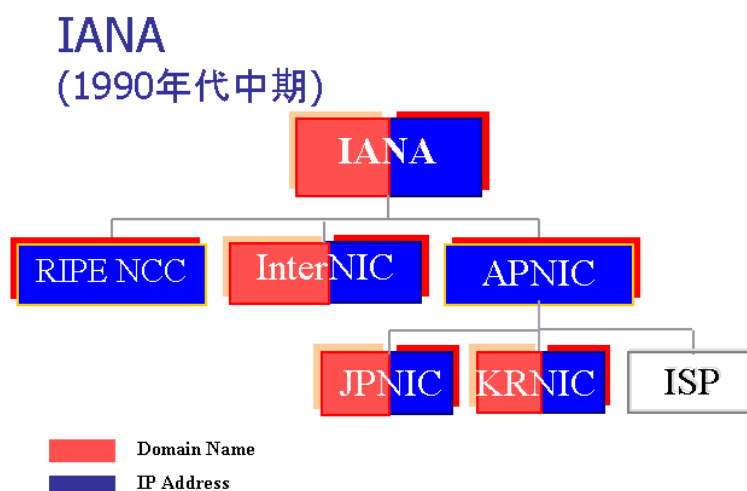 IANA
(1990年代中期)
IANA
RIPE NCC
InterNIC
APNIC
JPNIC
KRNIC
ISP
Domain Name
IP Address